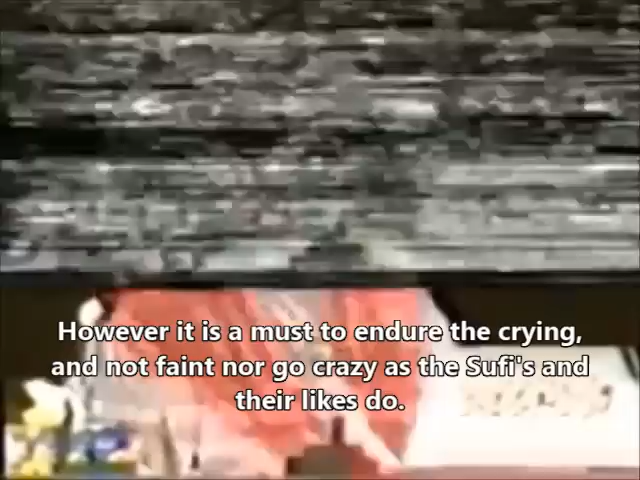 However it is a must to endure the crying,
and not faint nor go crazy as the Sufi's and
their likes do.